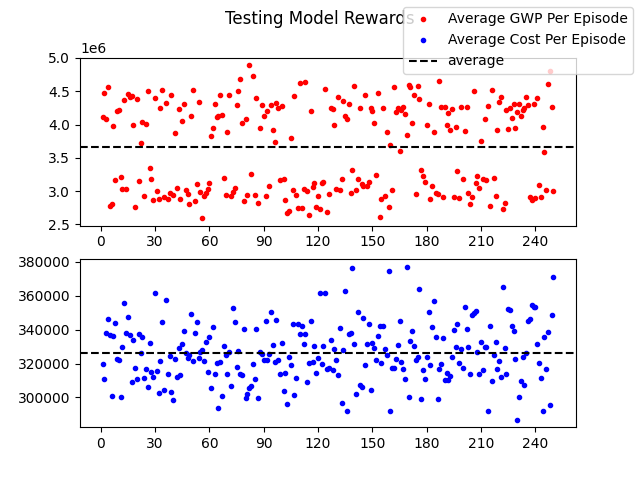 Testing Model Rewards
Average GWP Per Episode
Average Cost Per Episode
average
1e6
5.0
4.5
4.0
3.5
3.0
2.5
0 30 60 90 120 150 180 210 240
380000
360000
340000
320000
300000
0 30 60 90 120 150 180 210 240